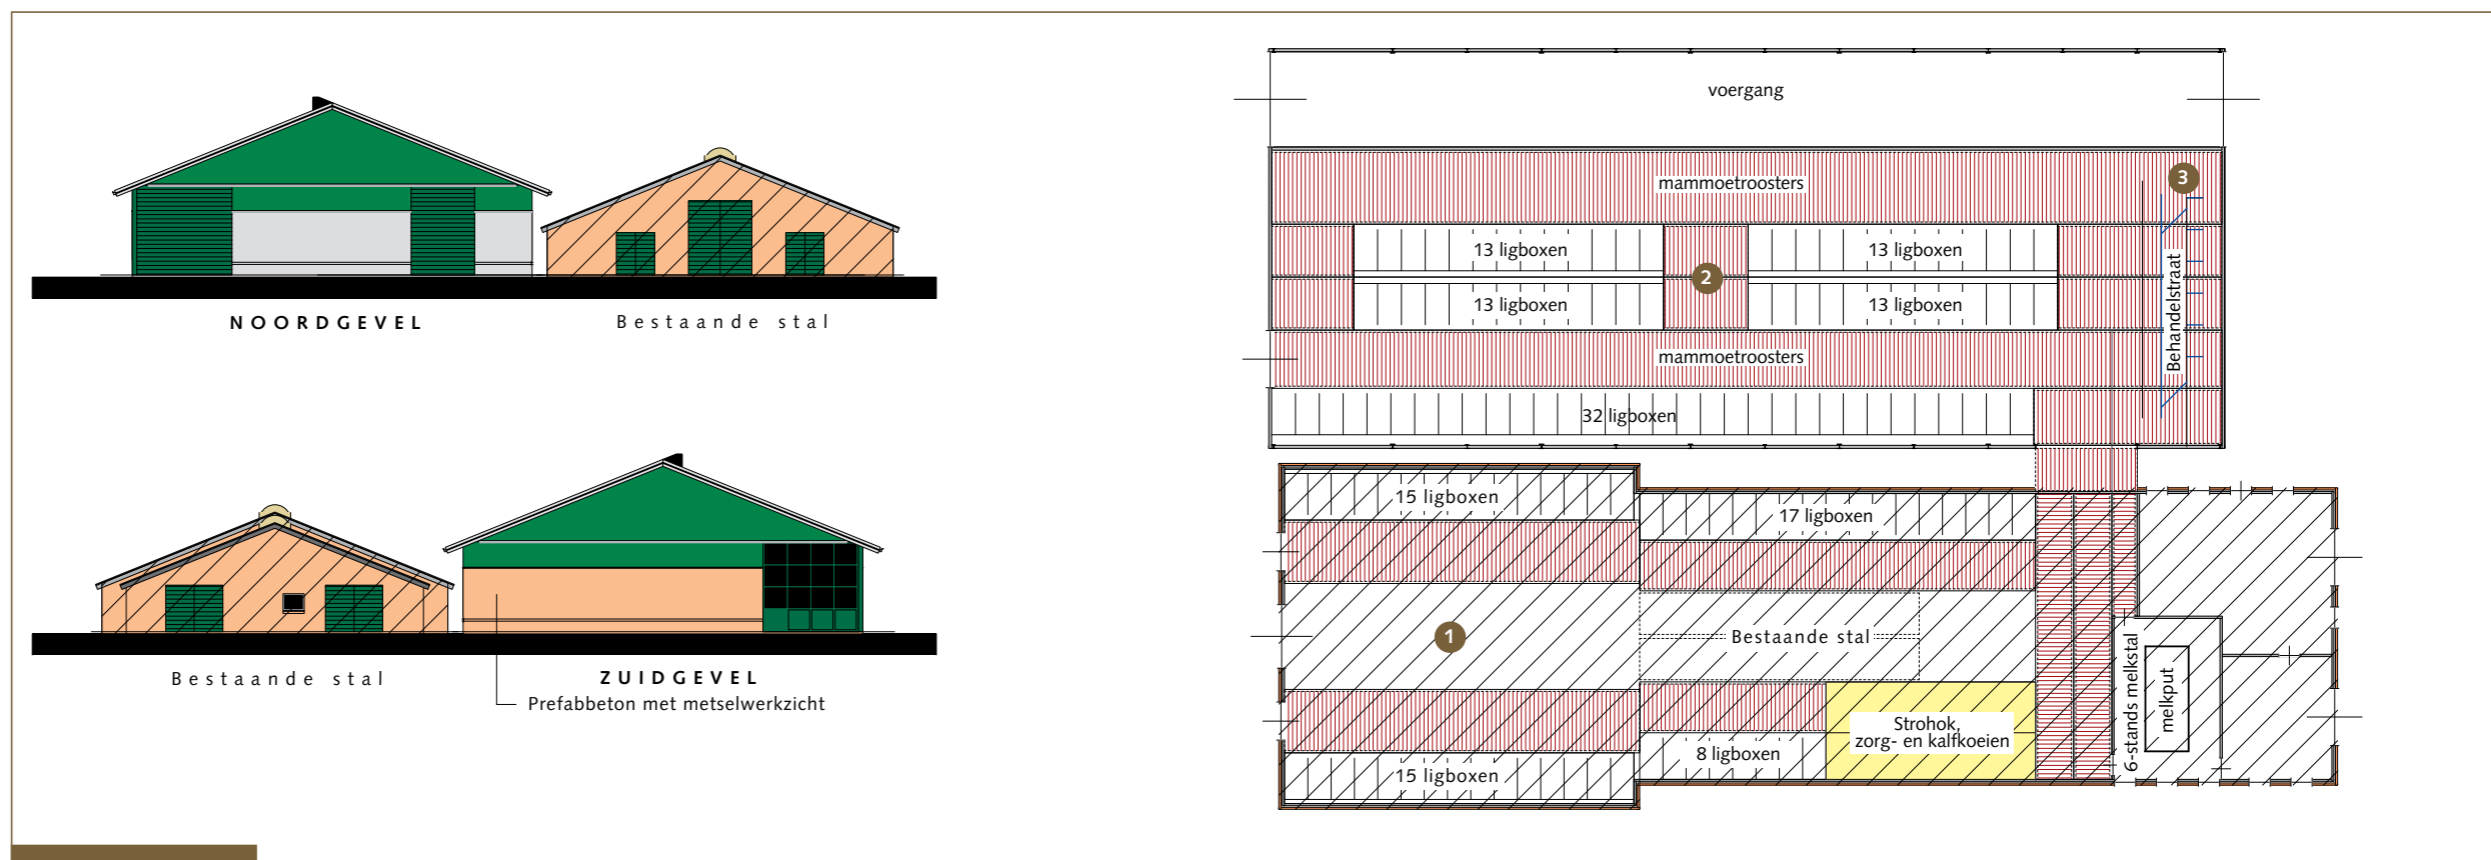 NOORDGEVEL
Bestaande stal
Bestaande stal
ZUIDGEVEL
Prefabbeton met metselwerkzicht
voergang
mammoetroosters
3
13 ligboxen
13 ligboxen
2
13 ligboxen
13 ligboxen
Behandelstraat
mammoetroosters
32 ligboxen
15 ligboxen
17 ligboxen
1
Bestaande stal
6-stands melkstal
melkput
Strohok,
zorg- en kalfkoeien
8 ligboxen
15 ligboxen